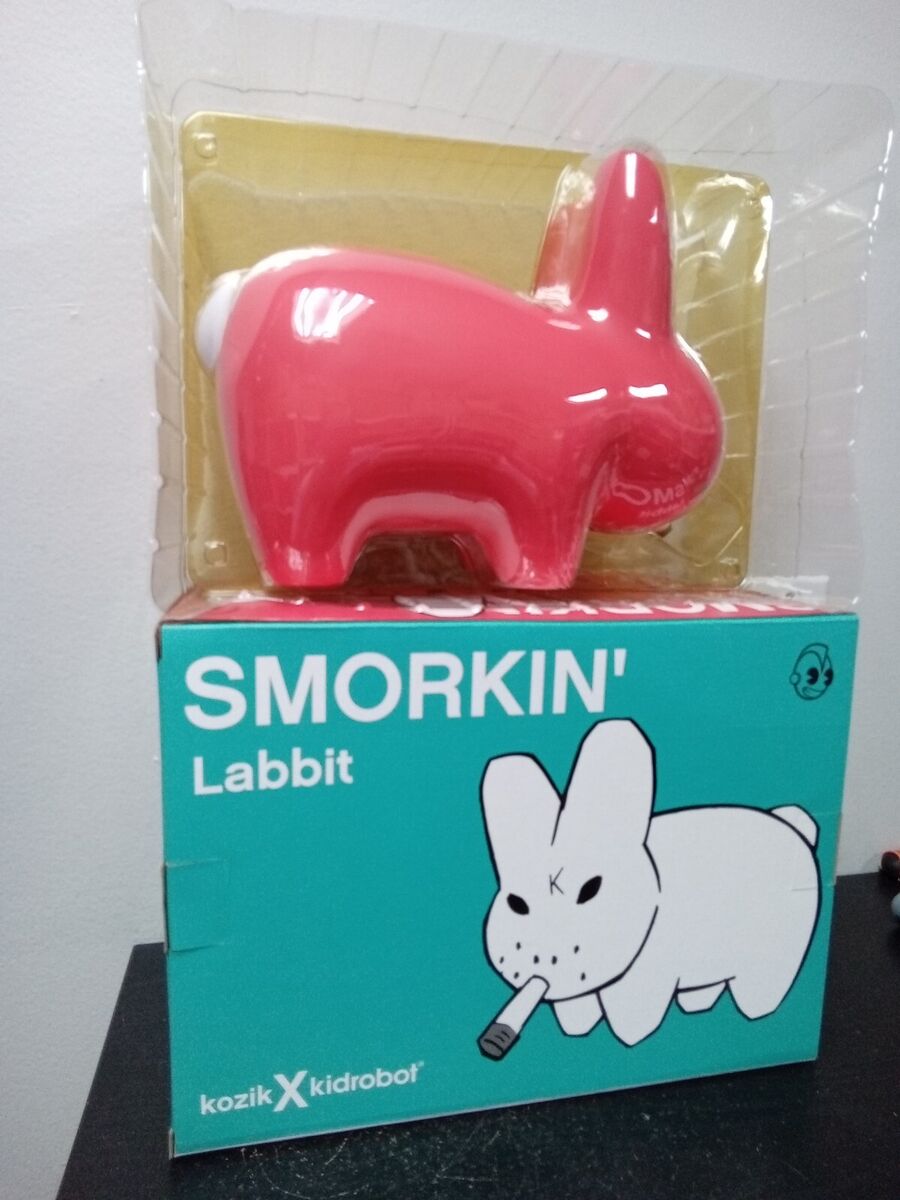 SMORKIN'
Labbit
K
kozik X kidrobot®